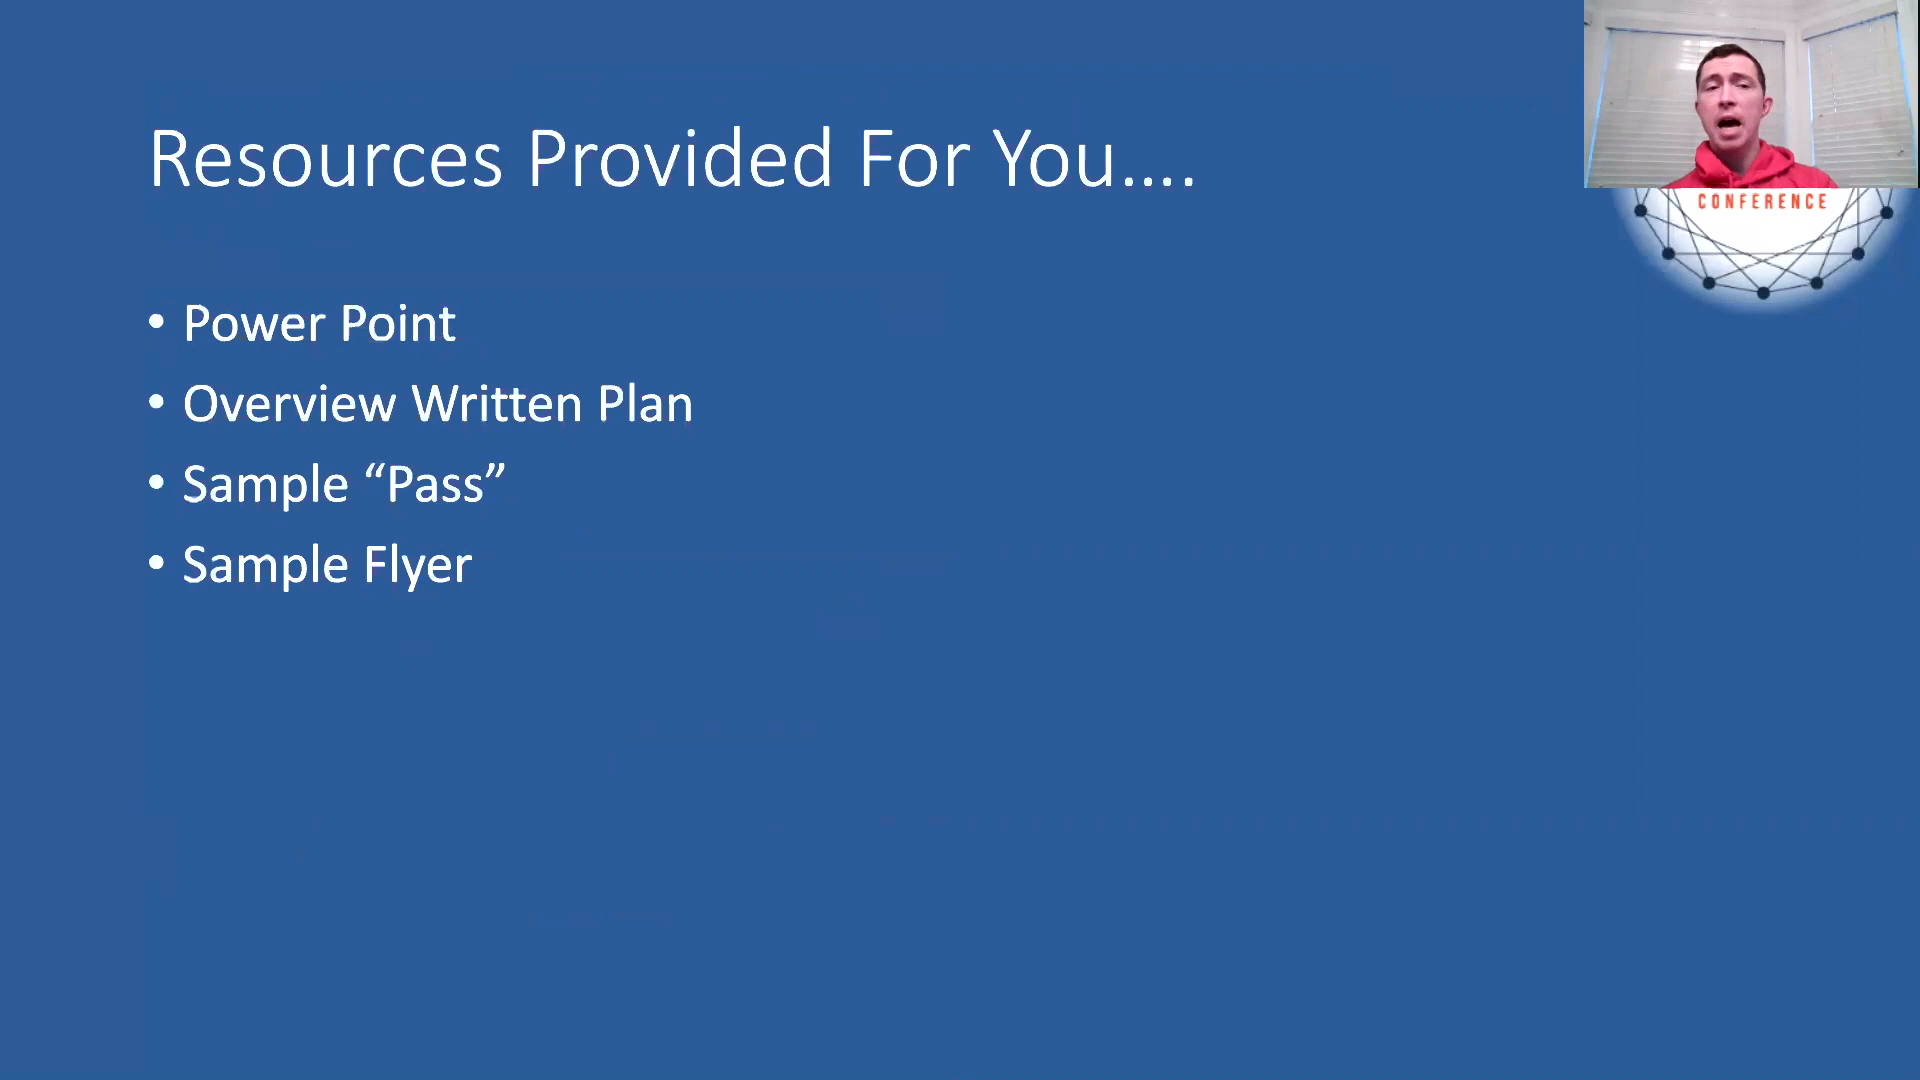 Resources Provided For You....
• Power Point
• Overview Written Plan
• Sample “Pass”
• Sample Flyer
CONFERENCE